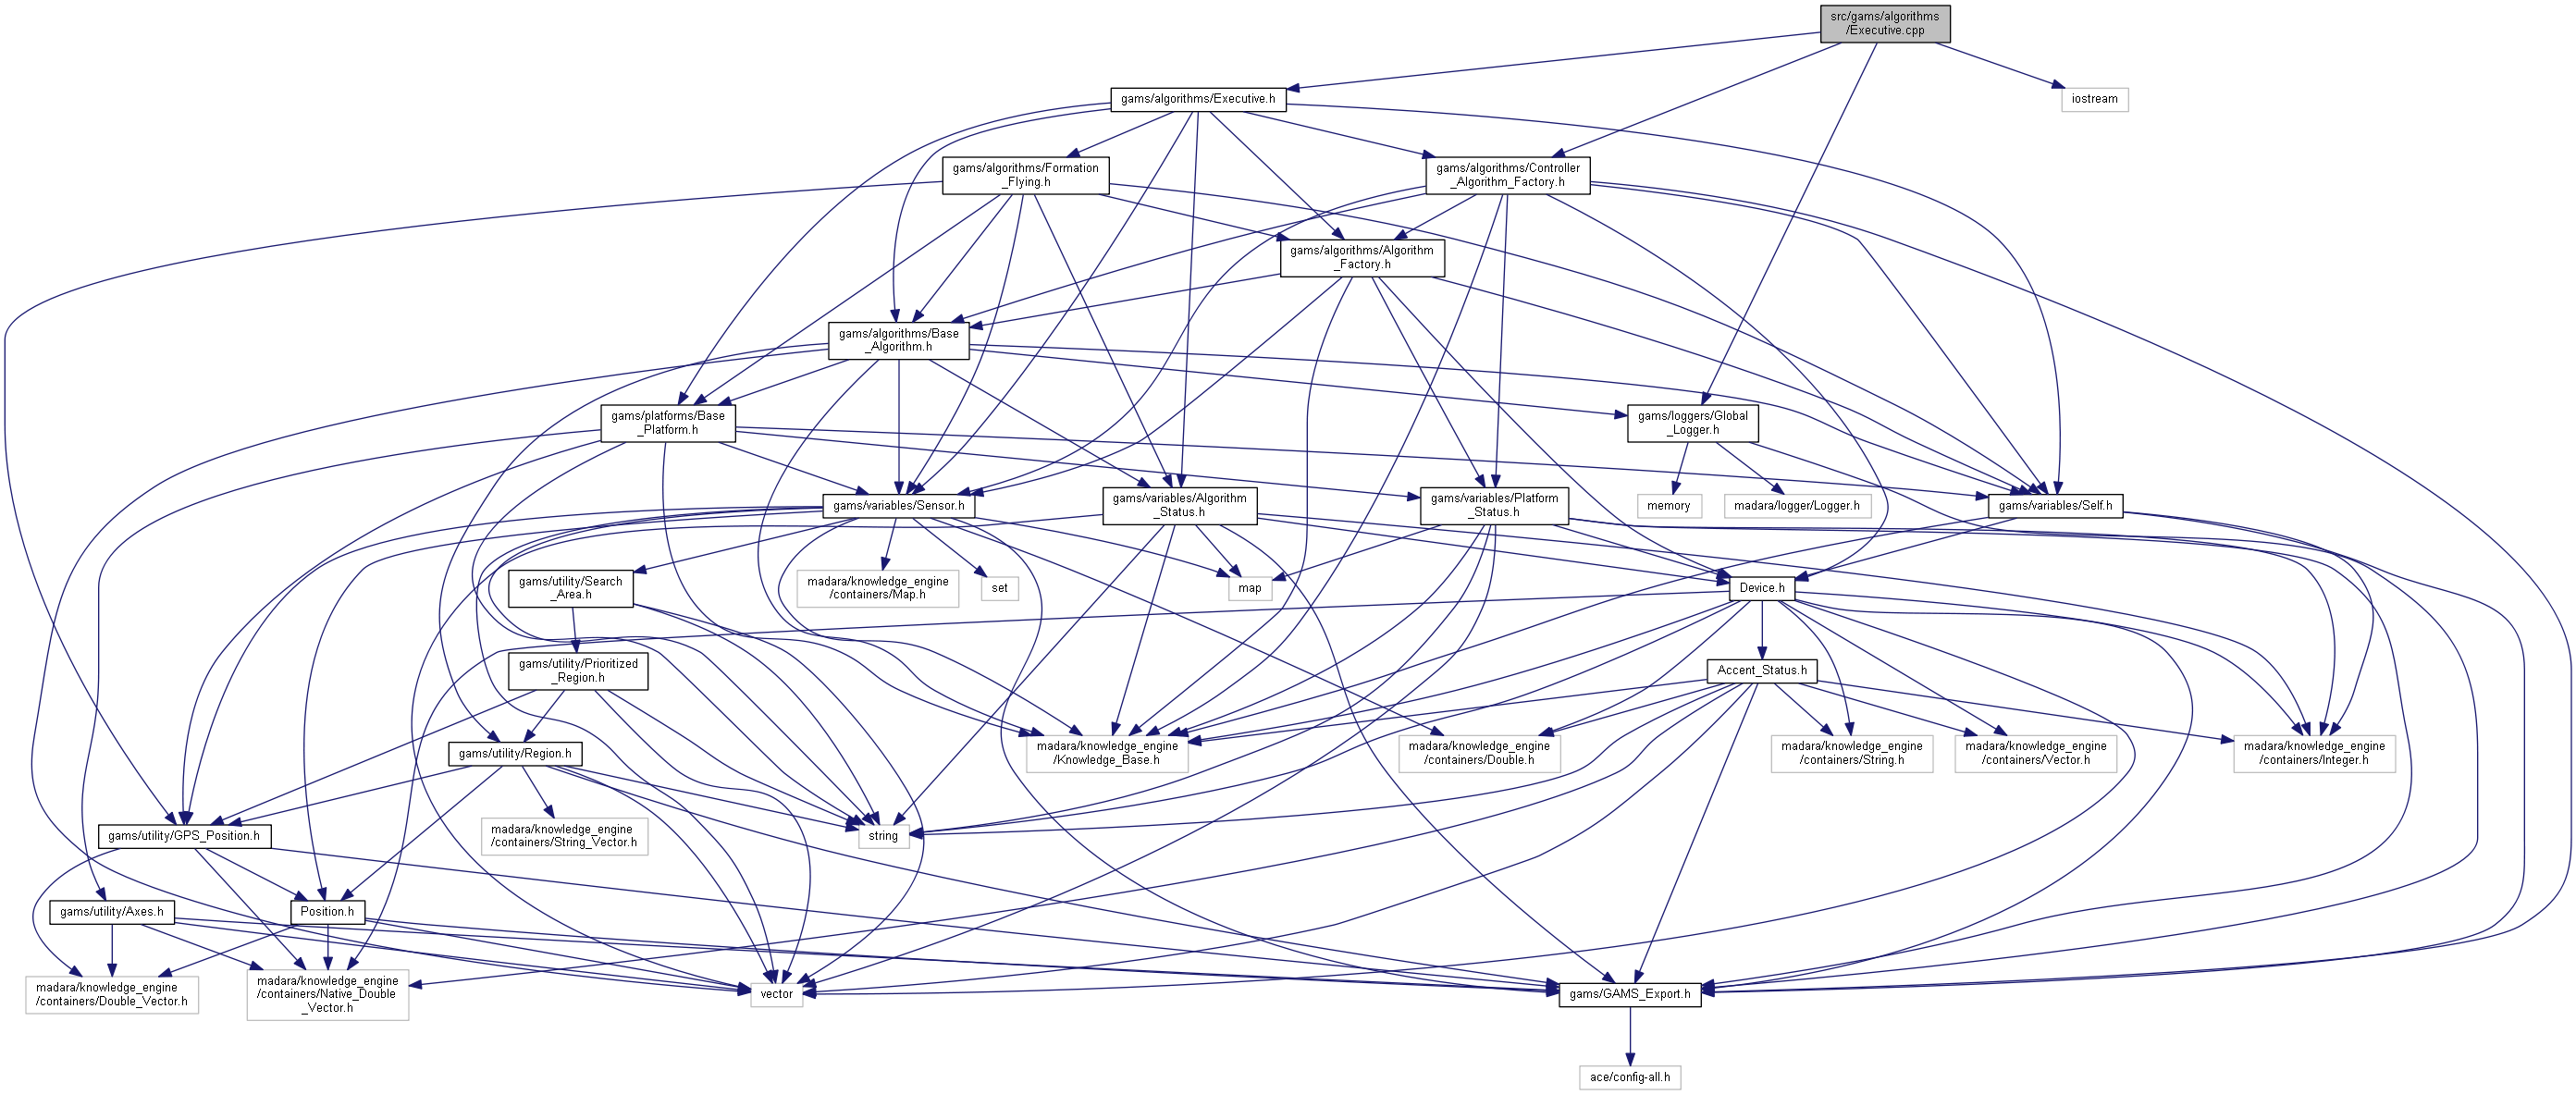 src/gams/algorithms
/Executive.cpp
gams/algorithms/Executive.h
iostream
gams/algorithms/Formation
_Flying.h
gams/algorithms/Controller
_Algorithm_Factory.h
gams/algorithms/Algorithm
_Factory.h
gams/algorithms/Base
_Algorithm.h
gams/platforms/Base
_Platform.h
gams/loggers/Global
_Logger.h
gams/variables/Sensor.h
gams/variables/Algorithm
_Status.h
gams/variables/Platform
_Status.h
memory
madara/logger/Logger.h
gams/variables/Self.h
gams/utility/Search
_Area.h
madara/knowledge_engine
/containers/Map.h
set
map
Device.h
gams/utility/Prioritized
_Region.h
Accent_Status.h
gams/utility/Region.h
madara/knowledge_engine
/Knowledge_Base.h
madara/knowledge_engine
/containers/Double.h
madara/knowledge_engine
/containers/String.h
madara/knowledge_engine
/containers/Vector.h
madara/knowledge_engine
/containers/Integer.h
gams/utility/GPS_Position.h
madara/knowledge_engine
/containers/String_Vector.h
string
gams/utility/Axes.h
Position.h
madara/knowledge_engine
/containers/Double_Vector.h
madara/knowledge_engine
/containers/Native_Double
_Vector.h
vector
gams/GAMS_Export.h
ace/config-all.h